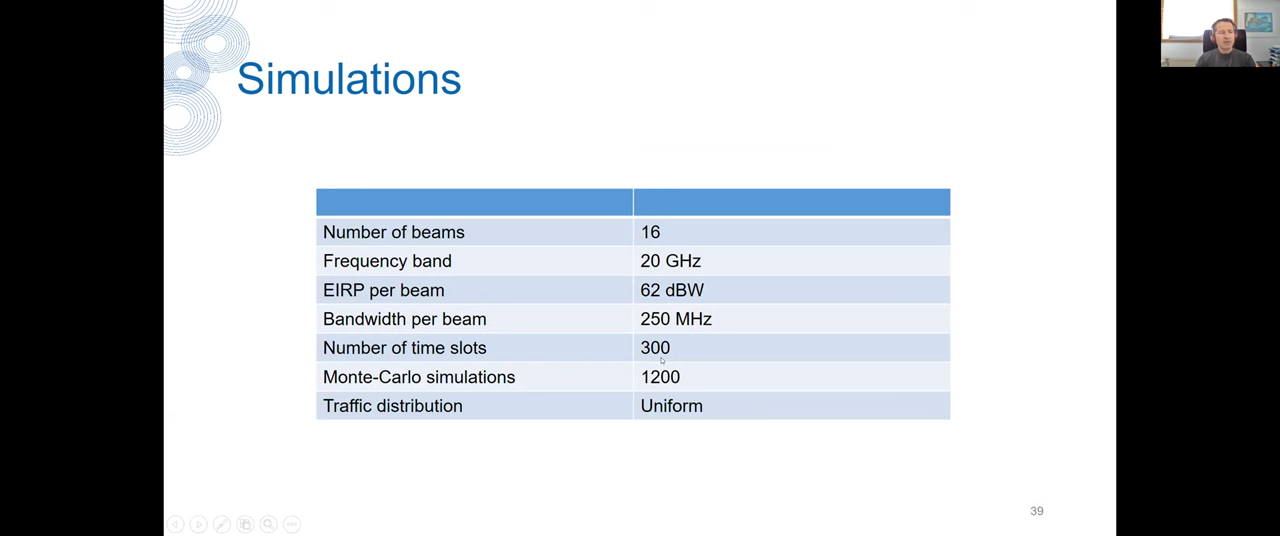 Simulations
Number of beams 16
Frequency band 20 GHz
EIRP per beam 62 dBW
Bandwidth per beam 250 MHz
Number of time slots 300
Monte-Carlo simulations 1200
Traffic distribution Uniform
39